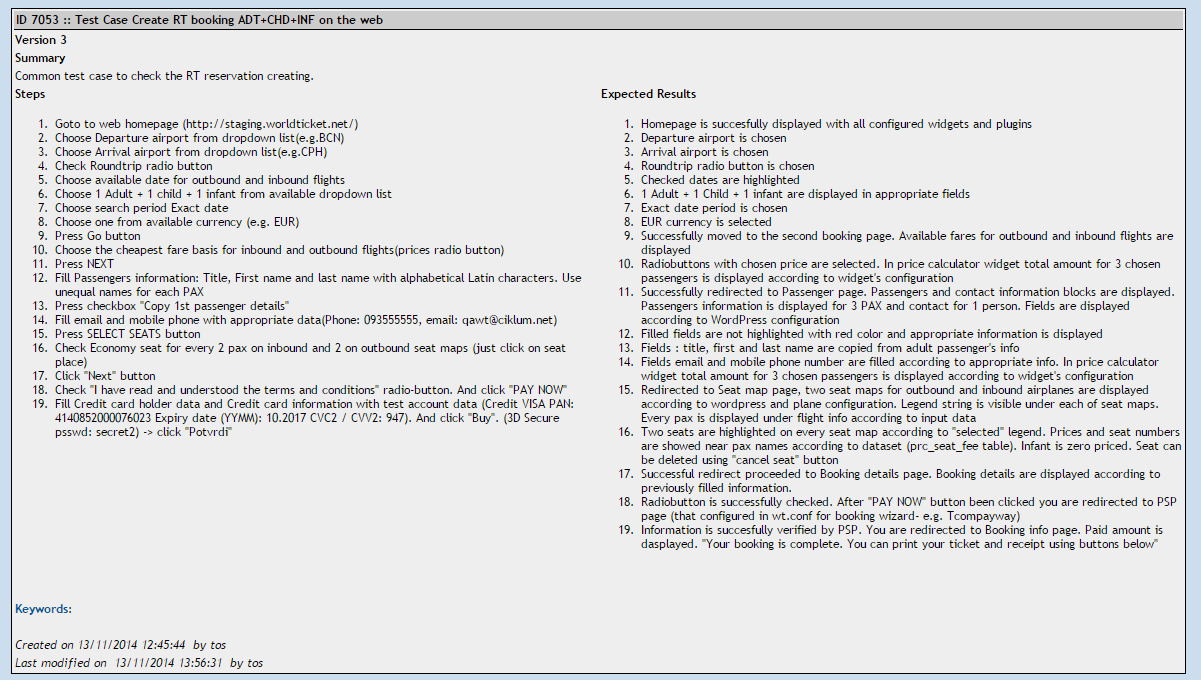 ID 7053 :: Test Case Create RT booking ADT+CHD+INF on the web
Version 3
Summary
Common test case to check the RT reservation creating.
Steps
1. Goto to web homepage (http://staging.worldticket.net/)
2. Choose Departure airport from dropdown list(e.g.BCN)
3. Choose Arrival airport from dropdown list(e.g.CPH)
4. Check Roundtrip radio button
5. Choose available date for outbound and inbound flights
6. Choose 1 Adult + 1 child + 1 infant from available dropdown list
7. Choose search period Exact date
8. Choose one from available currency (e.g. EUR)
9. Press Go button
10. Choose the cheapest fare basis for inbound and outbound flights(prices radio button)
11. Press NEXT
12. Fill Passengers information: Title, First name and last name with alphabetical Latin characters. Use
unequal names for each PAX
13. Press checkbox "Copy 1st passenger details"
14. Fill email and mobile phone with appropriate data(Phone: 093555555, email: qawt@ciklum.net)
15. Press SELECT SEATS button
16. Check Economy seat for every 2 pax on inbound and 2 on outbound seat maps (just click on seat
place)
17. Click "Next" button
18. Check "I have read and understood the terms and conditions" radio-button. And click "PAY NOW"
19. Fill Credit card holder data and Credit card information with test account data (Credit VISA PAN:
4140852000076023 Expiry date (YYMM): 10.2017 CVC2 / CVV2: 947). And click "Buy". (3D Secure
psswd: secret2) -> click "Potvrdi"
Expected Results
1. Homepage is succesfully displayed with all configured widgets and plugins
2. Departure airport is chosen
3. Arrival airport is chosen
4. Roundtrip radio button is chosen
5. Checked dates are highlighted
6. 1 Adult + 1 Child + 1 infant are displayed in appropriate fields
7. Exact date period is chosen
8. EUR currency is selected
9. Successfully moved to the second booking page. Available fares for outbound and inbound flights are
displayed
10. Radiobuttons with chosen price are selected. In price calculator widget total amount for 3 chosen
passengers is displayed according to widget's configuration
11. Successfully redirected to Passenger page. Passengers and contact information blocks are displayed.
Passengers information is displayed for 3 PAX and contact for 1 person. Fields are displayed
according to WordPress configuration
12. Filled fields are not highlighted with red color and appropriate information is displayed
13. Fields : title, first and last name are copied from adult passenger's info
14. Fields email and mobile phone number are filled according to appropriate info. In price calculator
widget total amount for 3 chosen passengers is displayed according to widget's configuration
15. Redirected to Seat map page, two seat maps for outbound and inbound airplanes are displayed
according to wordpress and plane configuration. Legend string is visible under each of seat maps.
Every pax is displayed under flight info according to input data
16. Two seats are highlighted on every seat map according to "selected" legend. Prices and seat numbers
are showed near pax names according to dataset (prc_seat_fee table). Infant is zero priced. Seat can
be deleted using "cancel seat" button
17. Successful redirect proceeded to Booking details page. Booking details are displayed according to
previously filled information.
18. Radiobutton is successfully checked. After "PAY NOW" button been clicked you are redirected to PSP
page (that configured in wt.conf for booking wizard- e.g. Tcompayway)
19. Information is succesfully verified by PSP. You are redirected to Booking info page. Paid amount is
dasplayed. "Your booking is complete. You can print your ticket and receipt using buttons below"
Keywords:
Created on 13/11/2014 12:45:44 by tos
Last modified on 13/11/2014 13:56:31 by tos